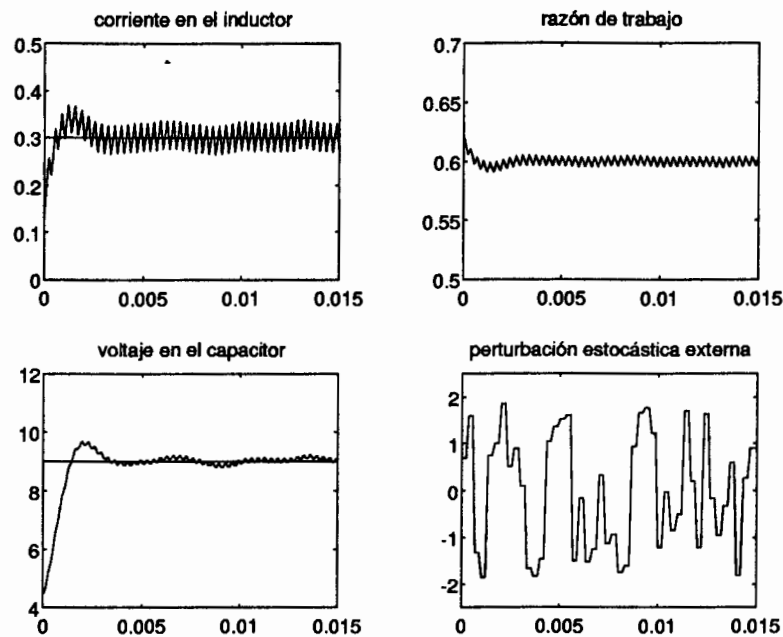 corriente en el inductor
0.5
0.4
0.3
0.2
0.1
0
0 0.005 0.01 0.015
razón de trabajo
0.7
0.65
0.6
0.55
0.5
0 0.005 0.01 0.015
voltaje en el capacitor
12
10
8
6
4
0 0.005 0.01 0.015
perturbación estocástica externa
2
1
0
-1
-2
0 0.005 0.01 0.015